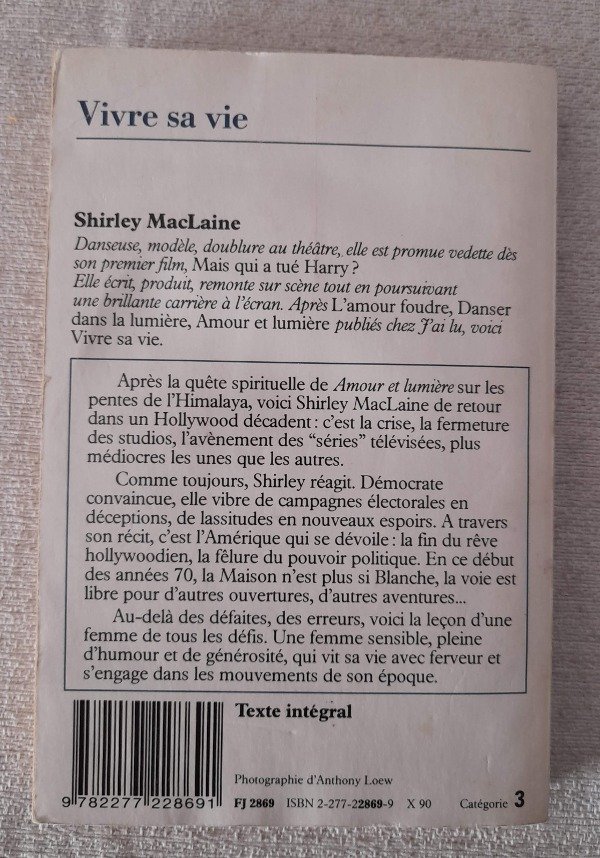 Vivre sa vie
Shirley MacLaine
Danseuse, modèle, doublure au théâtre, elle est promue vedette dès
son premier film, Mais qui a tué Harry ?
Elle écrit, produit, remonte sur scène tout en poursuivant
une brillante carrière à l'écran. Après L'amour foudre, Danser
dans la lumière, Amour et lumière publiés chez J'ai lu, voici
Vivre sa vie.
Après la quête spirituelle de Amour et lumière sur les
pentes de l'Himalaya, voici Shirley MacLaine de retour
dans un Hollywood décadent : c'est la crise, la fermeture
des studios, l'avènement des “séries” télévisées, plus
médiocres les unes que les autres.
Comme toujours, Shirley réagit. Démocrate
convaincue, elle vibre de campagnes électorales en
déceptions, de lassitudes en nouveaux espoirs. A travers
son récit, c'est l'Amérique qui se dévoile : la fin du rêve
hollywoodien, la fêlure du pouvoir politique. En ce début
des années 70, la Maison n'est plus si Blanche, la voie est
libre pour d'autres ouvertures, d'autres aventures...
Au-delà des défaites, des erreurs, voici la leçon d'une
femme de tous les défis. Une femme sensible, pleine
d'humour et de générosité, qui vit sa vie avec ferveur et
s'engage dans les mouvements de son époque.
Texte intégral
Photographie d'Anthony Loew
9 782277 228691 FJ 2869 ISBN 2-277-22869-9 X 90 Catégorie 3